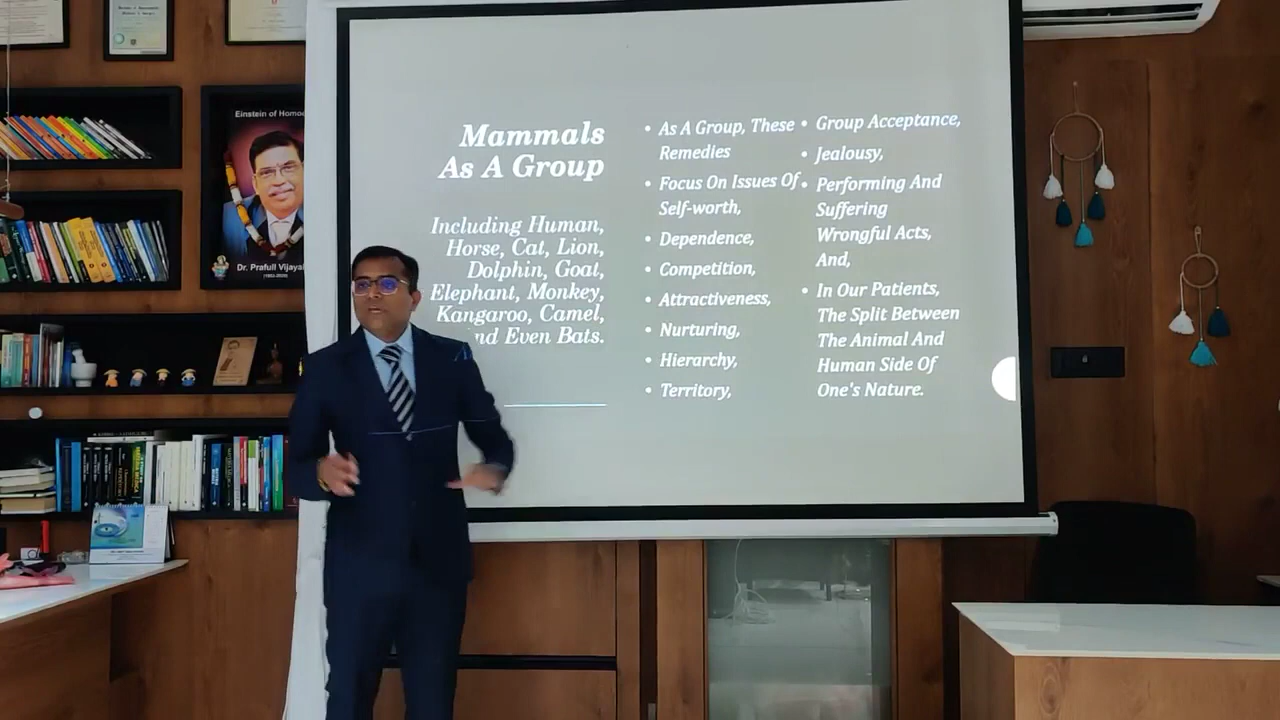 Einstein of Homoe
Dr. Prafull Vijaya
Mammals
As A Group
Including Human,
Horse, Cat, Lion,
Dolphin, Goat,
Elephant, Monkey,
Kangaroo, Camel,
nd Even Bats.
• As A Group, These
Remedies
• Focus On Issues Of
Self-worth,
• Dependence,
• Competition,
• Attractiveness,
• Nurturing,
• Hierarchy,
• Territory,
• Group Acceptance,
• Jealousy,
• Performing And
Suffering
Wrongful Acts,
And,
• In Our Patients,
The Split Between
The Animal And
Human Side Of
One's Nature.